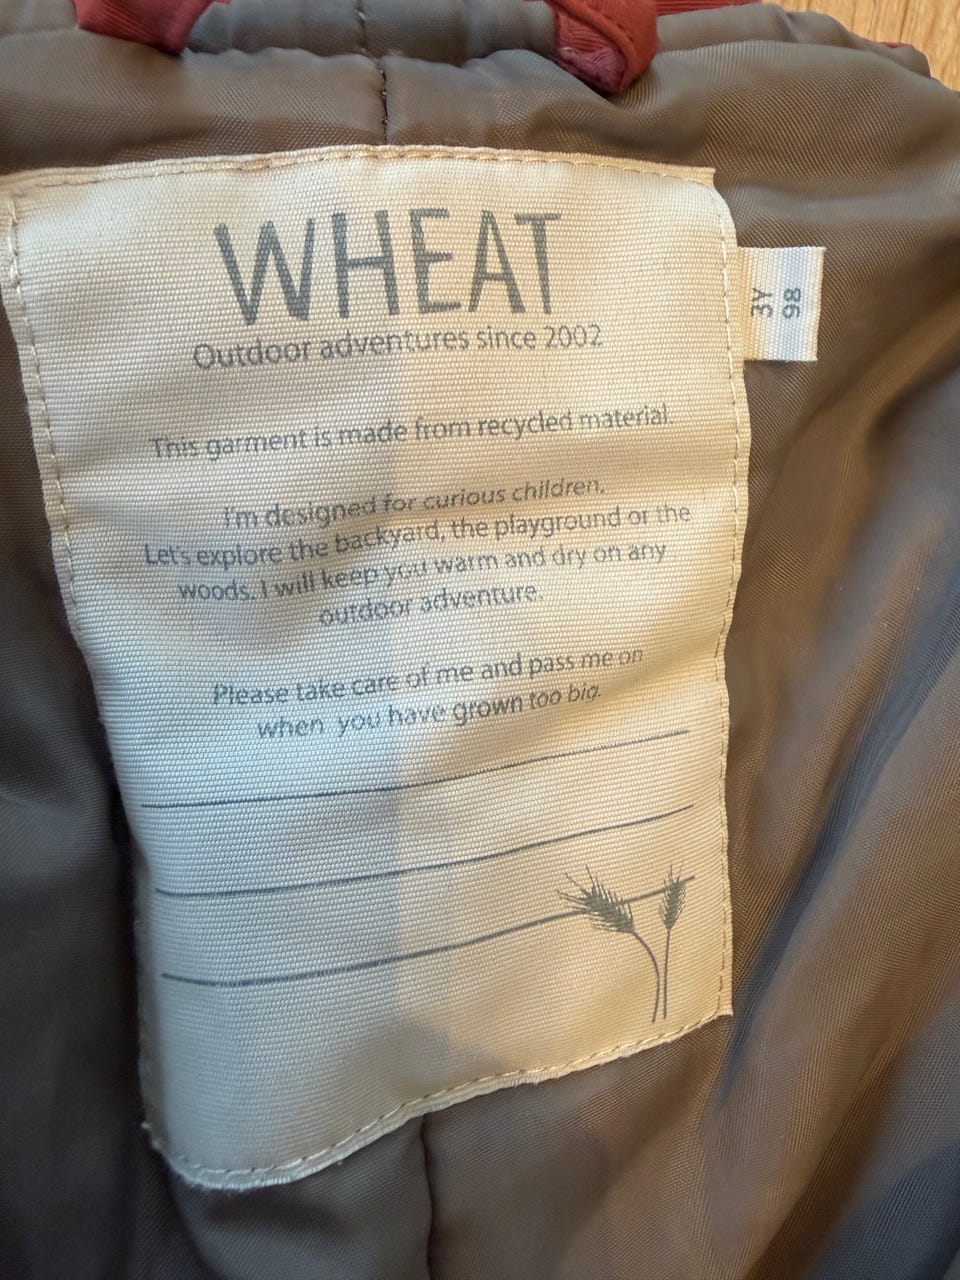 WHEAT
Outdoor adventures since 2002
3Y
98
This garment is made from recycled material.
I'm designed for curious children.
Let's explore the backyard, the playground or the
woods. I will keep you warm and dry on any
outdoor adventure.
Please take care of me and pass me on
when you have grown too big.